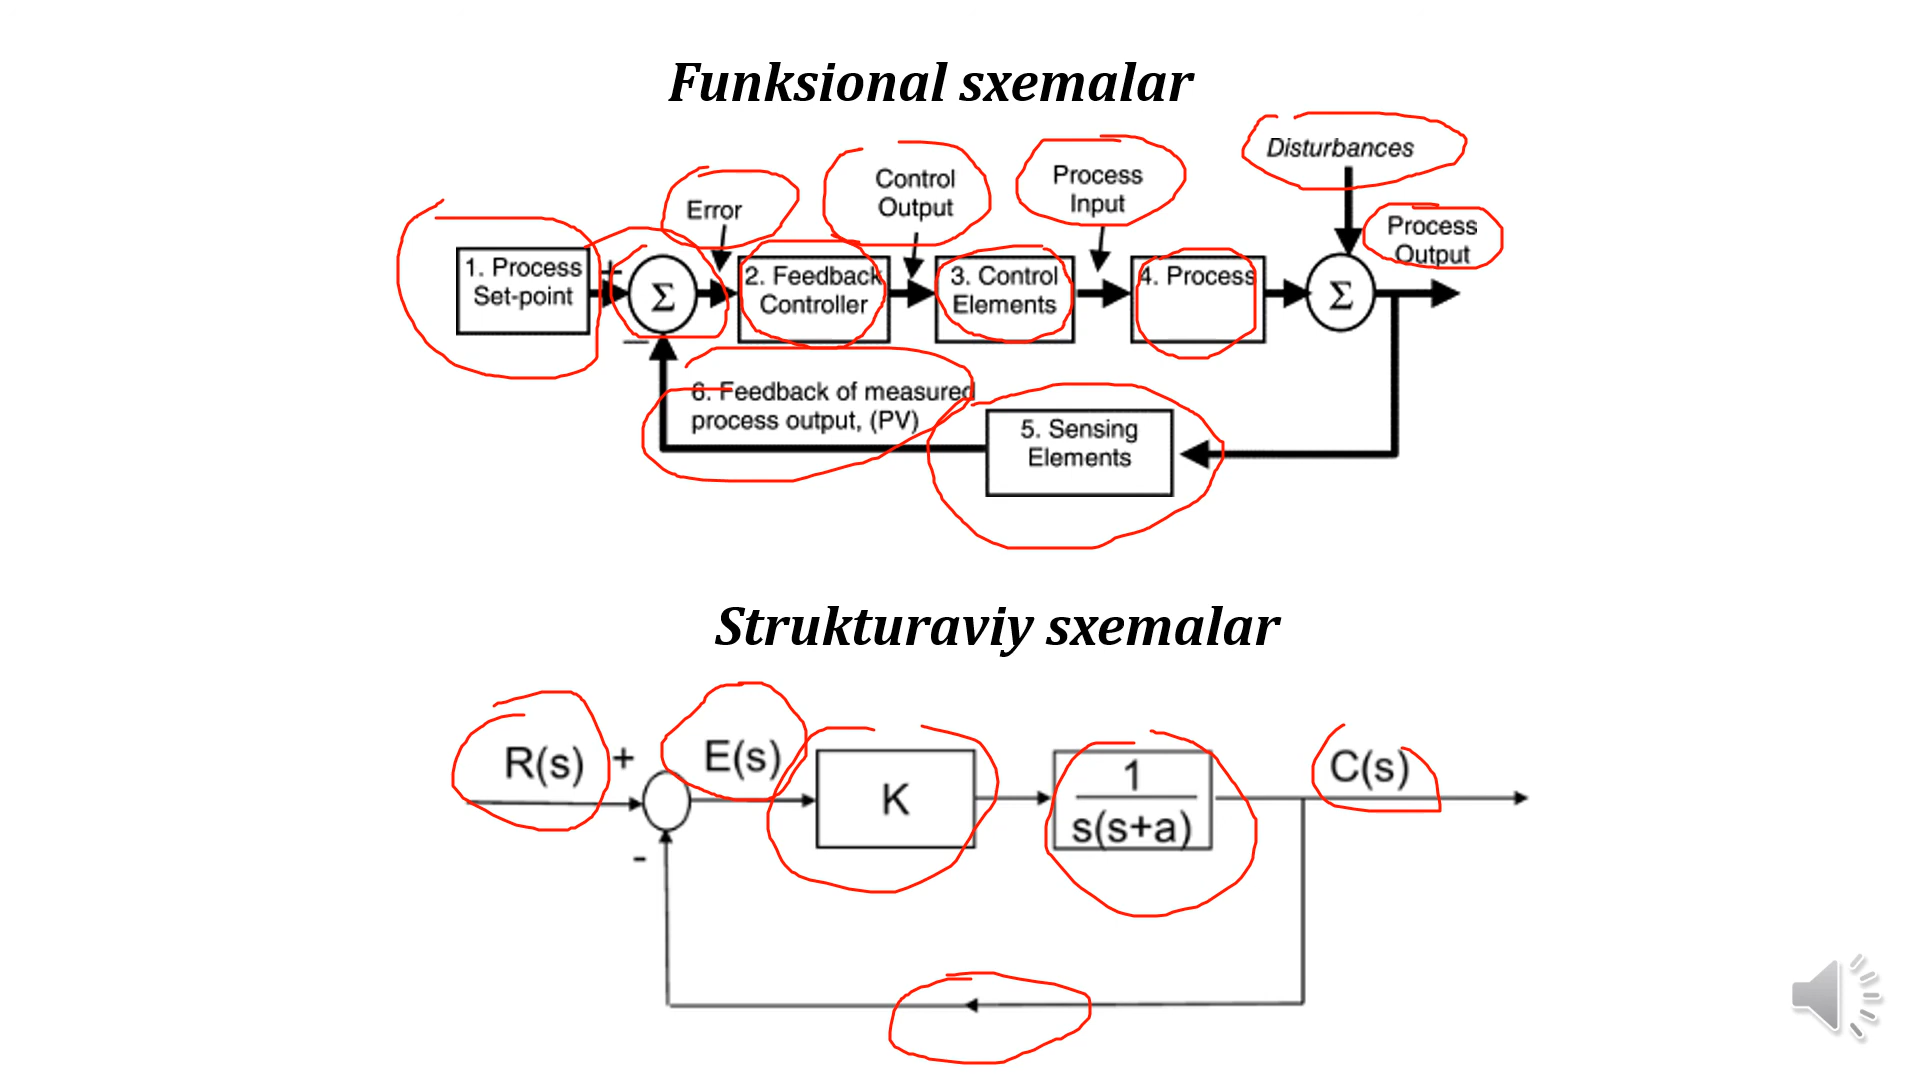 Funksional sxemalar
Disturbances
Error
Control
Output
Process
Input
Process
Output
1. Process
Set-point
+
Σ
−
2. Feedback
Controller
3. Control
Elements
4. Process
Σ
6. Feedback of measured
process output, (PV)
5. Sensing
Elements
Strukturaviy sxemalar
R(s)
+
E(s)
K
1
s(s+a)
C(s)
-